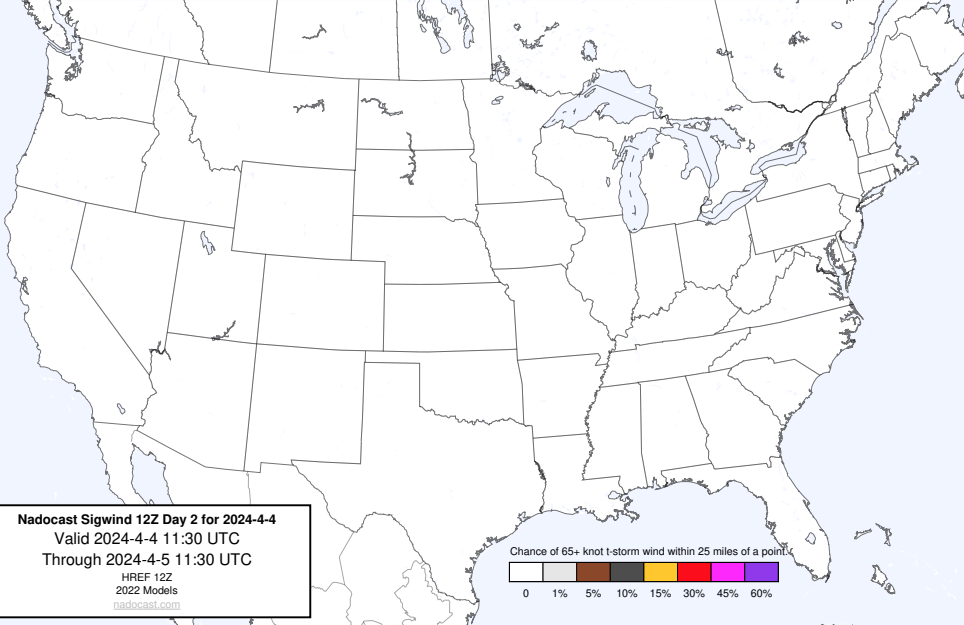 Nadocast Sigwind 12Z Day 2 for 2024-4-4
Valid 2024-4-4 11:30 UTC
Through 2024-4-5 11:30 UTC
HREF 12Z
2022 Models
nadocast.com
Chance of 65+ knot t-storm wind within 25 miles of a point.
0 1% 5% 10% 15% 30% 45% 60%